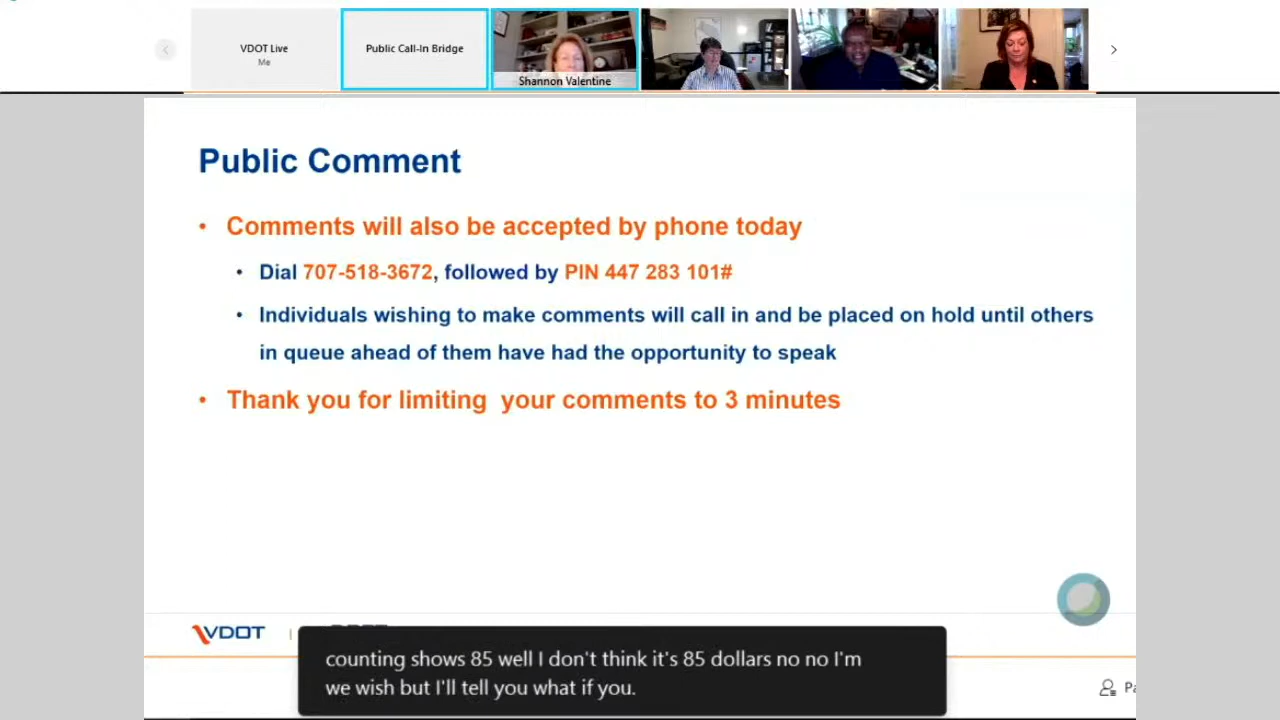 VDOT Live
Me
Public Call-In Bridge
Shannon Valentine
Public Comment
• Comments will also be accepted by phone today
• Dial 707-518-3672, followed by PIN 447 283 101#
• Individuals wishing to make comments will call in and be placed on hold until others
in queue ahead of them have had the opportunity to speak
• Thank you for limiting your comments to 3 minutes
VDOT
counting shows 85 well I don't think it's 85 dollars no no I'm
we wish but I'll tell you what if you.
Pa